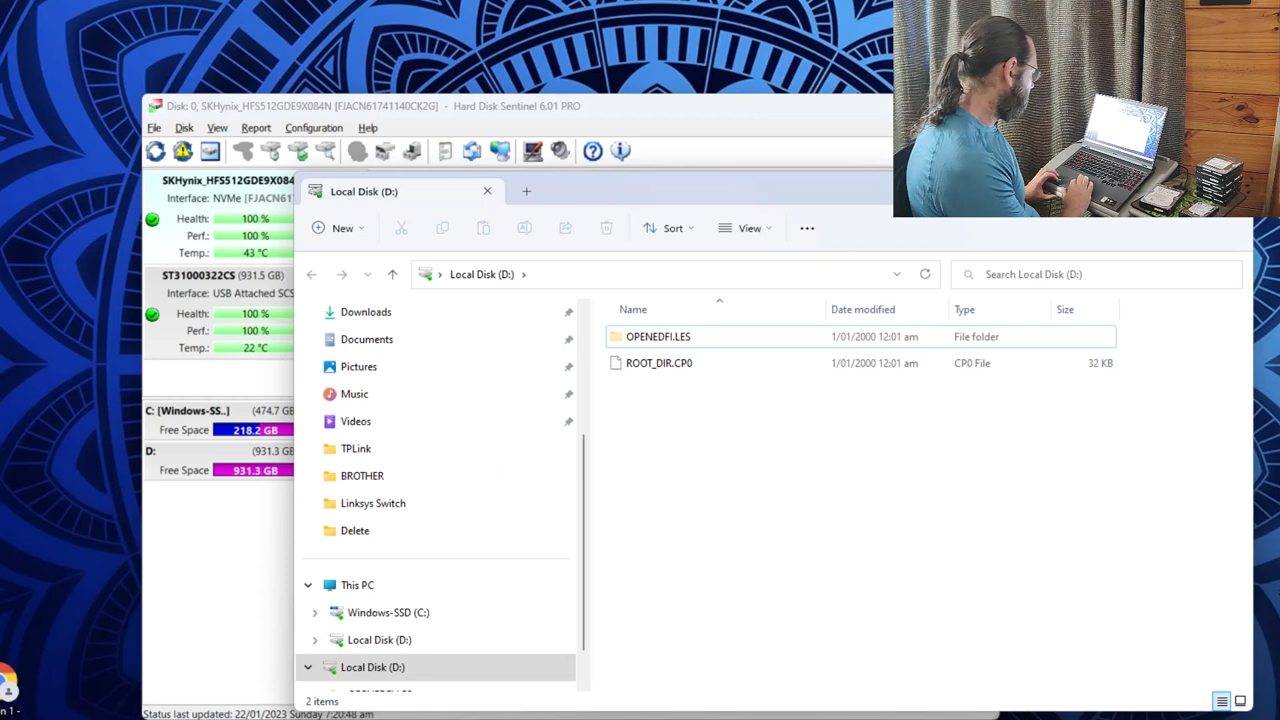 Disk: 0, SKHynix_HFS512GDE9X084N [FJACN61741140CK2G] - Hard Disk Sentinel 6.01 PRO
File Disk View Report Configuration Help
SKHynix_HFS512GDE9X084
Interface: NVMe [FJACN61
Health: 100 %
Perf.: 100 %
Temp.: 43 °C
ST31000322CS (931.5 GB)
Interface: USB Attached SCS
Health: 100 %
Perf.: 100 %
Temp.: 22 °C
C: [Windows-SS..] (474.7 GB
Free Space 218.2 GB
D: (931.3 GB
Free Space 931.3 GB
Status last updated: 22/01/2023 Sunday 7:20:48 am
Local Disk (D:)
New Sort View
Local Disk (D:) Search Local Disk (D:)
Downloads
Documents
Pictures
Music
Videos
TPLink
BROTHER
Linksys Switch
Delete
This PC
Windows-SSD (C:)
Local Disk (D:)
Local Disk (D:)
Name Date modified Type Size
OPENEDFI.LES 1/01/2000 12:01 am File folder
ROOT_DIR.CP0 1/01/2000 12:01 am CP0 File 32 KB
2 items